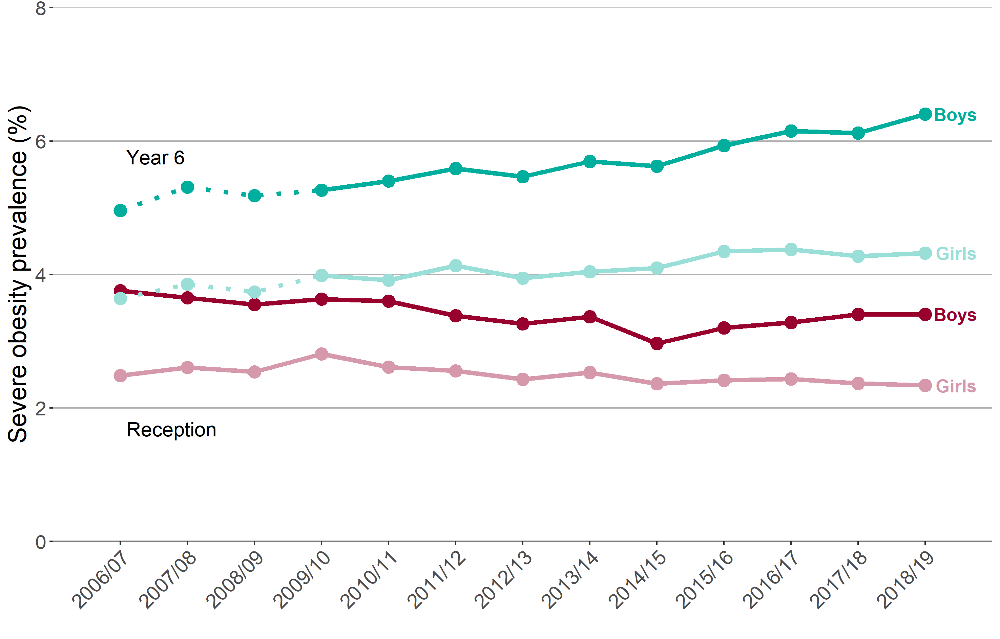 Severe obesity prevalence (%)
8
6
4
2
0
Year 6
Boys
Girls
Boys
Girls
Reception
2006/07
2007/08
2008/09
2009/10
2010/11
2011/12
2012/13
2013/14
2014/15
2015/16
2016/17
2017/18
2018/19